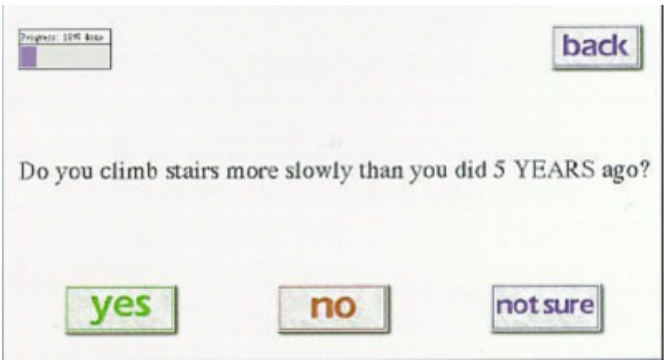 back
Do you climb stairs more slowly than you did 5 YEARS ago?
yes
no
not sure